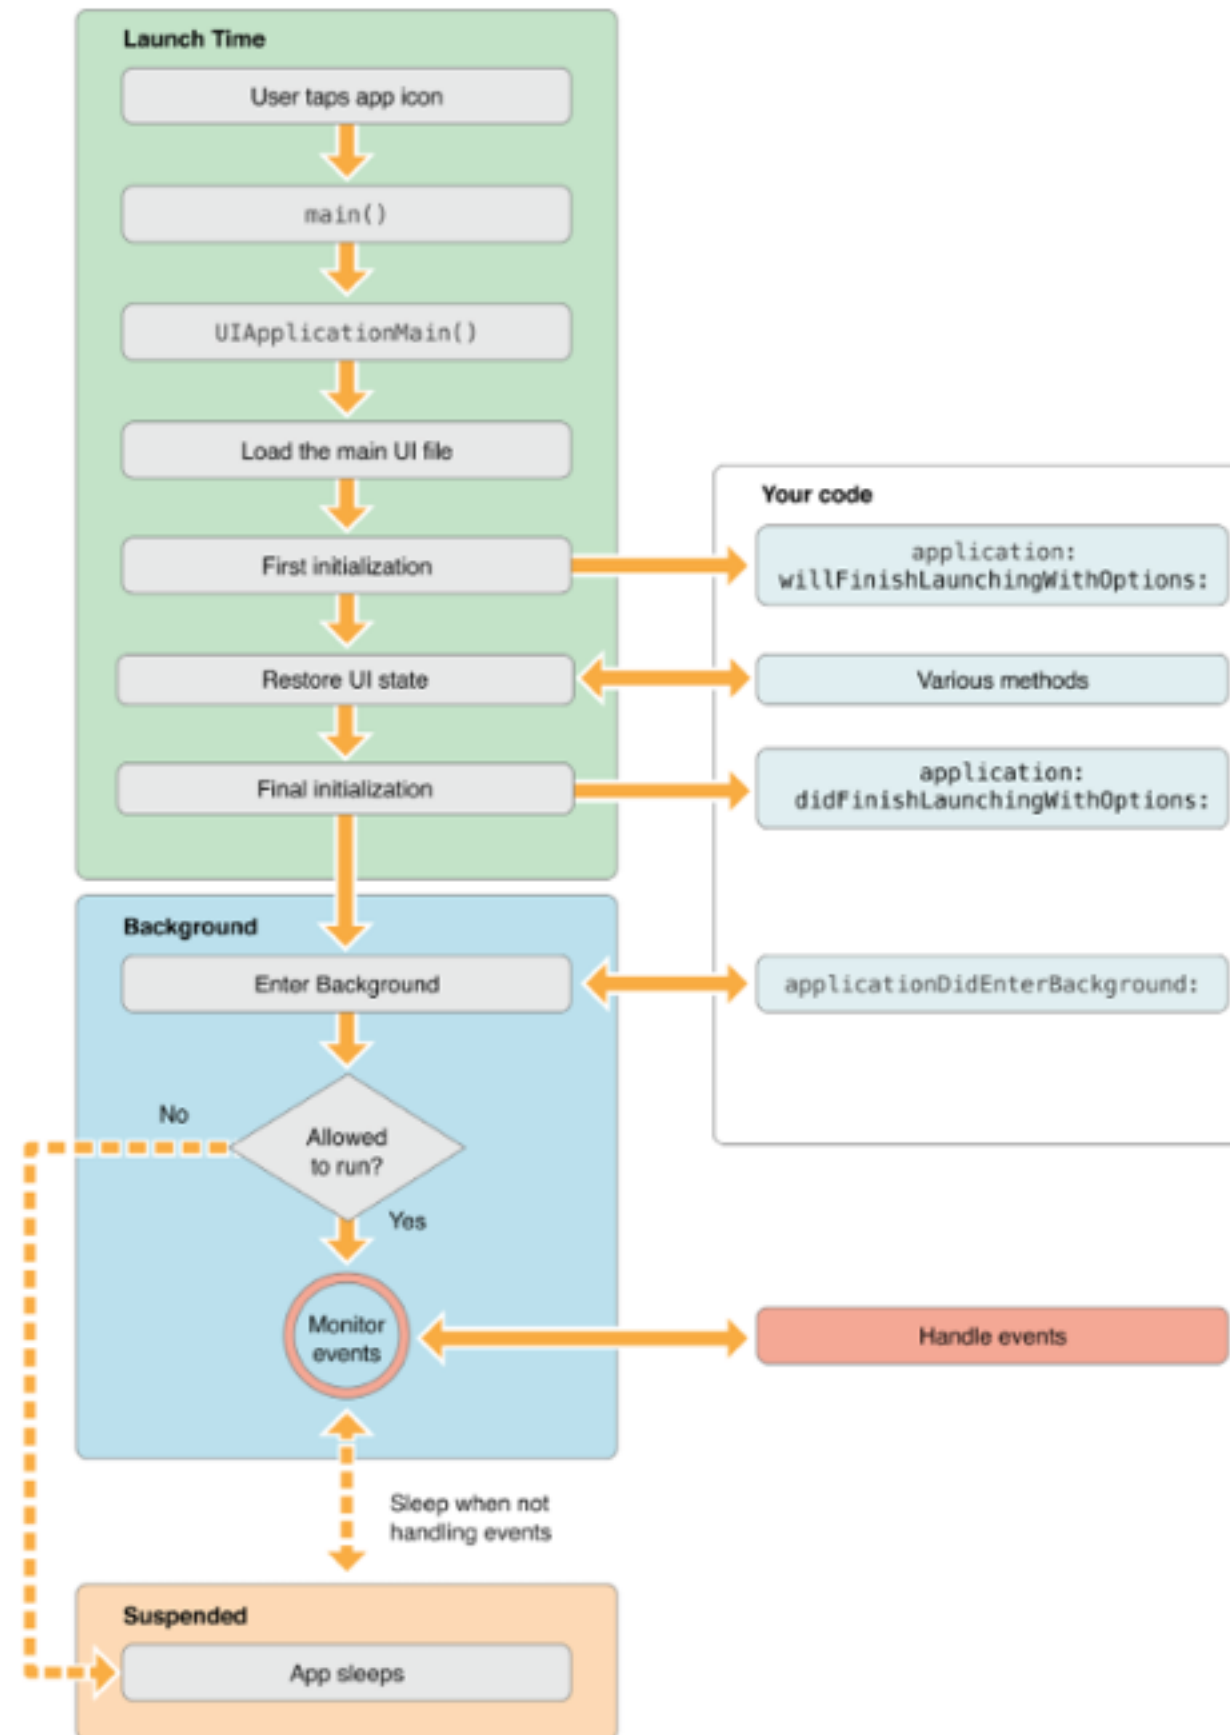 Launch Time
User taps app icon
main()
UIApplicationMain()
Load the main UI file
Your code
First initialization
application:
willFinishLaunchingWithOptions:
Restore UI state
Various methods
Final initialization
application:
didFinishLaunchingWithOptions:
Background
Enter Background
applicationDidEnterBackground:
No
Allowed
to run?
Yes
Monitor
events
Handle events
Sleep when not
handling events
Suspended
App sleeps